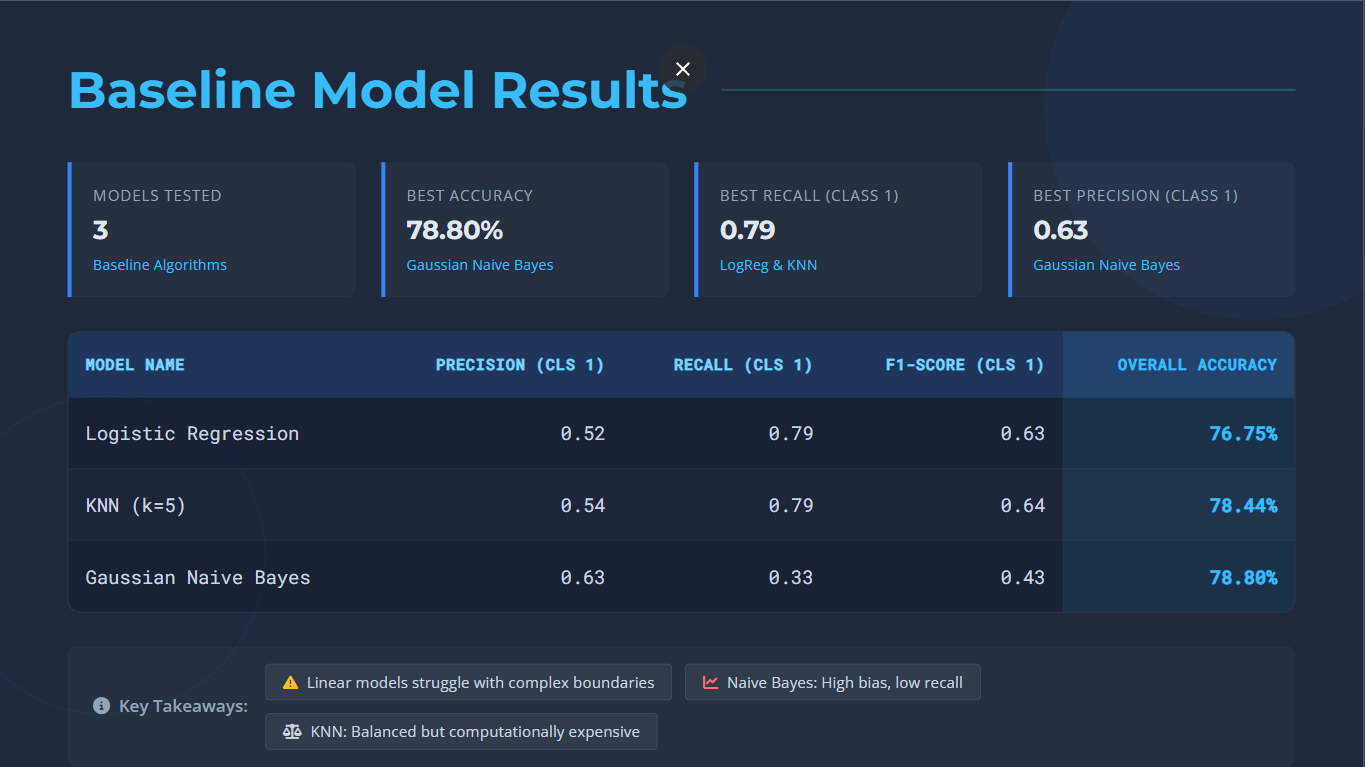 Baseline Model Results
MODELS TESTED
3
Baseline Algorithms
BEST ACCURACY
78.80%
Gaussian Naive Bayes
BEST RECALL (CLASS 1)
0.79
LogReg & KNN
BEST PRECISION (CLASS 1)
0.63
Gaussian Naive Bayes
MODEL NAME PRECISION (CLS 1) RECALL (CLS 1) F1-SCORE (CLS 1) OVERALL ACCURACY
Logistic Regression 0.52 0.79 0.63 76.75%
KNN (k=5) 0.54 0.79 0.64 78.44%
Gaussian Naive Bayes 0.63 0.33 0.43 78.80%
Key Takeaways:
Linear models struggle with complex boundaries
Naive Bayes: High bias, low recall
KNN: Balanced but computationally expensive